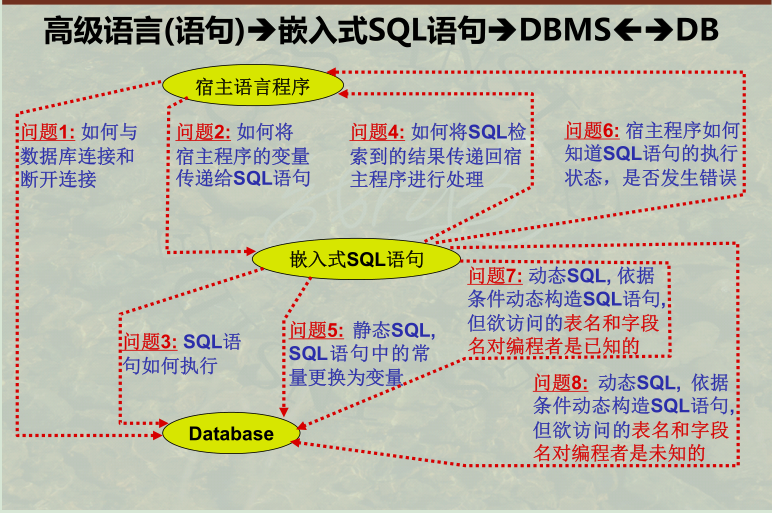 高级语言(语句)→嵌入式SQL语句→DBMS←→DB
宿主语言程序
问题1: 如何与
数据库连接和
断开连接
问题2: 如何将
宿主程序的变量
传递给SQL语句
问题4: 如何将SQL检
索到的结果传递回宿
主程序进行处理
问题6: 宿主程序如何
知道SQL语句的执行
状态，是否发生错误
嵌入式SQL语句
问题3: SQL语
句如何执行
问题5: 静态SQL,
SQL语句中的常
量更换为变量
问题7: 动态SQL, 依据
条件动态构造SQL语句,
但欲访问的表名和字段
名对编程者是已知的
问题8: 动态SQL, 依据
条件动态构造SQL语句,
但欲访问的表名和字段
名对编程者是未知的
Database